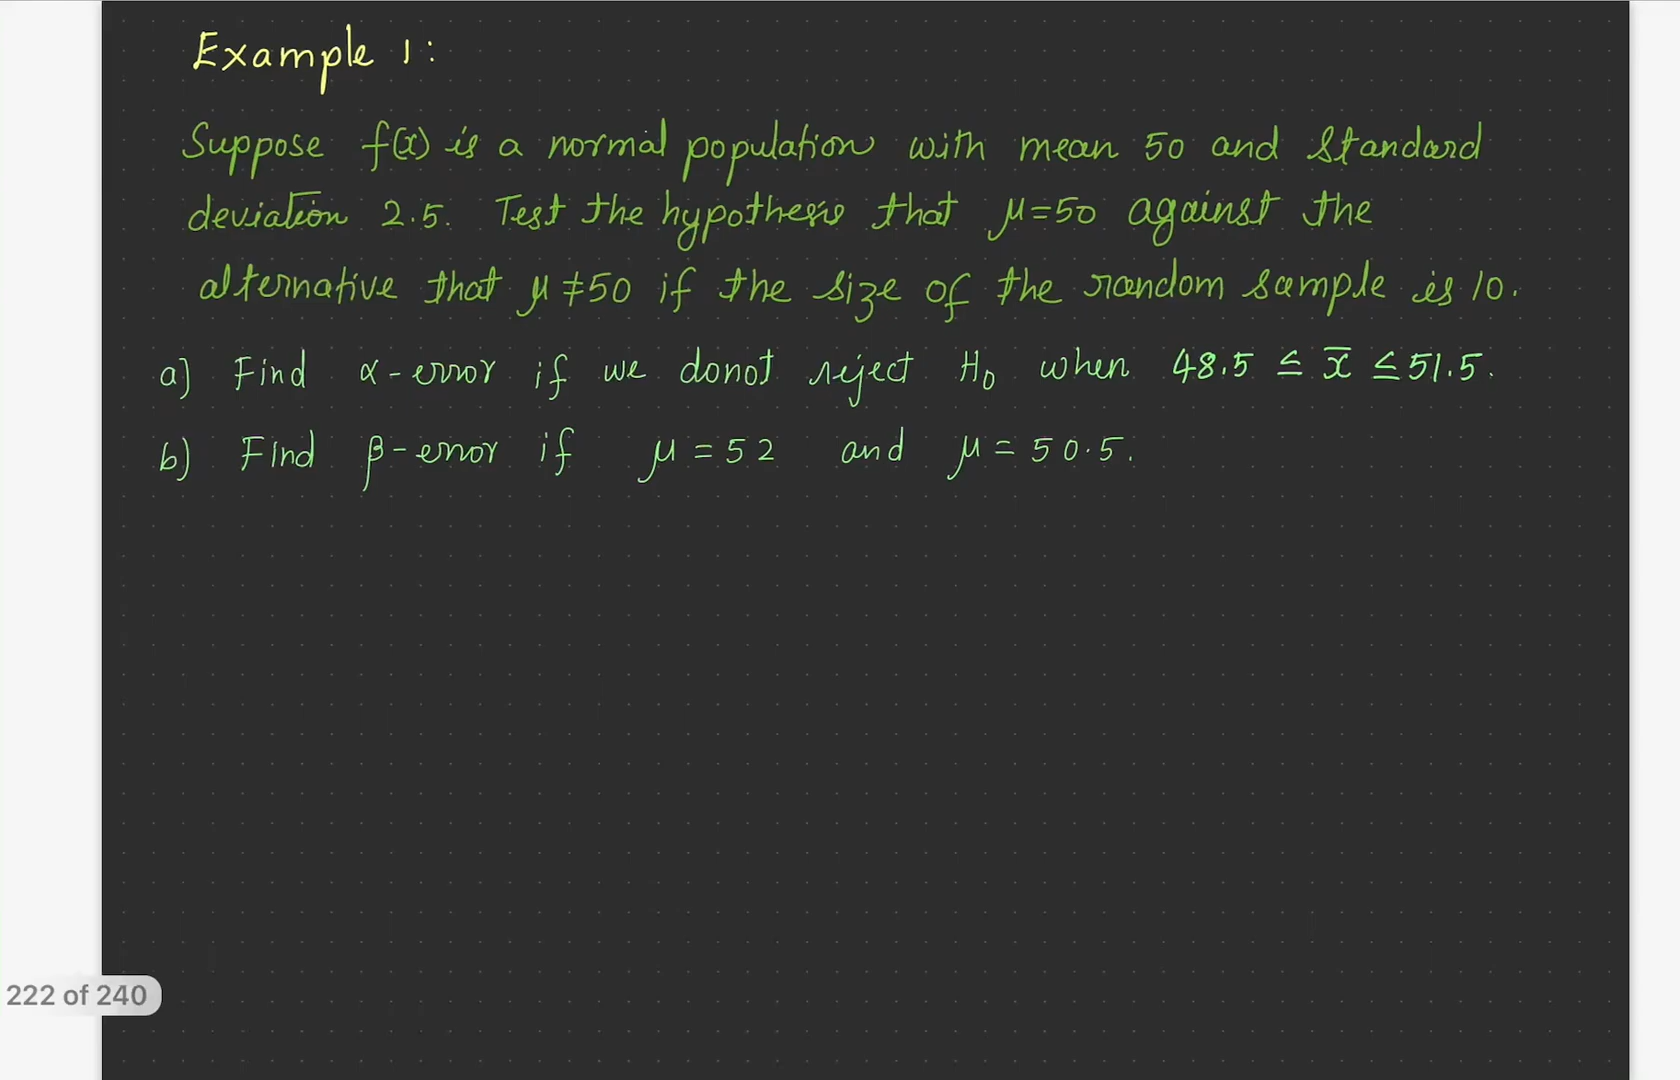 Example 1:
Suppose f(x) is a normal population with mean 50 and standard
deviation 2.5. Test the hypothesis that μ=50 against the
alternative that μ≠50 if the size of the random sample is 10.
a) Find α-error if we donot reject H₀ when 48.5 ≤ x̅ ≤ 51.5.
b) Find β-error if μ = 52 and μ = 50.5.
222 of 240